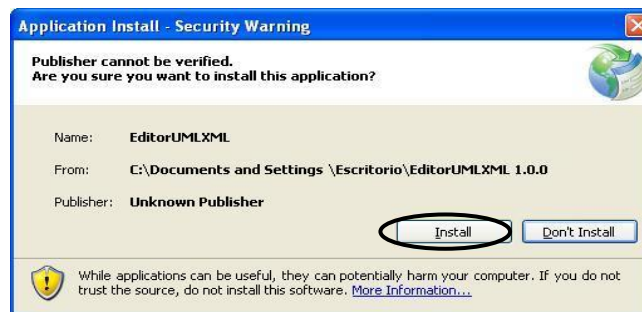 Application Install - Security Warning
Publisher cannot be verified.
Are you sure you want to install this application?
Name: EditorUMLXML
From: C:\Documents and Settings \Escritorio\EditorUMLXML 1.0.0
Publisher: Unknown Publisher
Install Don't Install
While applications can be useful, they can potentially harm your computer. If you do not
trust the source, do not install this software. More Information...